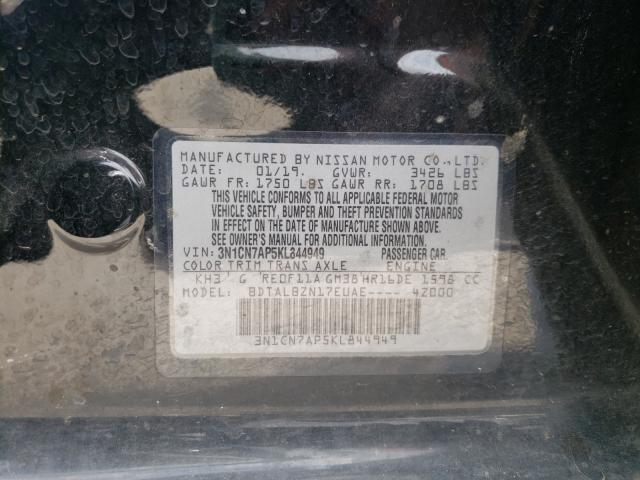 MANUFACTURED BY NISSAN MOTOR CO., LTD.
DATE: 01/19. GVWR: 3426 LBS
GAWR FR: 1750 LBS GAWR RR: 1708 LBS
THIS VEHICLE CONFORMS TO ALL APPLICABLE FEDERAL MOTOR
VEHICLE SAFETY, BUMPER AND THEFT PREVENTION STANDARDS
IN EFFECT ON THE DATE OF MANUFACTURE SHOWN ABOVE.
SEE OWNER'S MANUAL FOR ADDITIONAL INFORMATION.
VIN: 3N1CN7AP5KL844949 PASSENGER CAR.
COLOR TRIM TRANS AXLE ENGINE
KH3 G RE0F11A GM38 HR16DE 1598 CC
MODEL: BDTALBZN17EUAE---- 42000
3N1CN7AP5KL844949